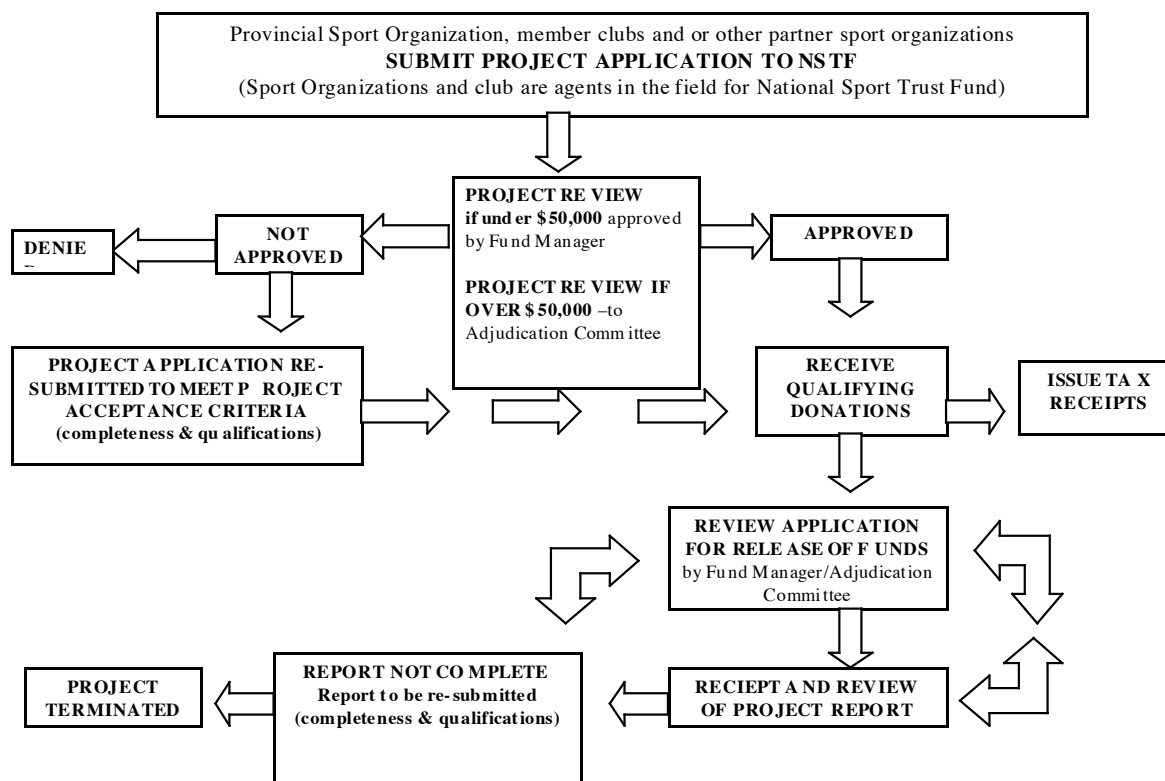 Provincial Sport Organization, member clubs and or other partner sport organizations
SUBMIT PROJECT APPLICATION TO NSTF
(Sport Organizations and club are agents in the field for National Sport Trust Fund)
PROJECT REVIEW
if under $50,000 approved
by Fund Manager
PROJECT REVIEW IF
OVER $50,000 –to
Adjudication Committee
DENIE
NOT
APPROVED
APPROVED
PROJECT APPLICATION RE-
SUBMITTED TO MEET PROJECT
ACCEPTANCE CRITERIA
(completeness & qualifications)
RECEIVE
QUALIFYING
DONATIONS
ISSUE TAX
RECEIPTS
REVIEW APPLICATION
FOR RELEASE OF FUNDS
by Fund Manager/Adjudication
Committee
PROJECT
TERMINATED
REPORT NOT COMPLETE
Report to be re-submitted
(completeness & qualifications)
RECIEPT AND REVIEW
OF PROJECT REPORT